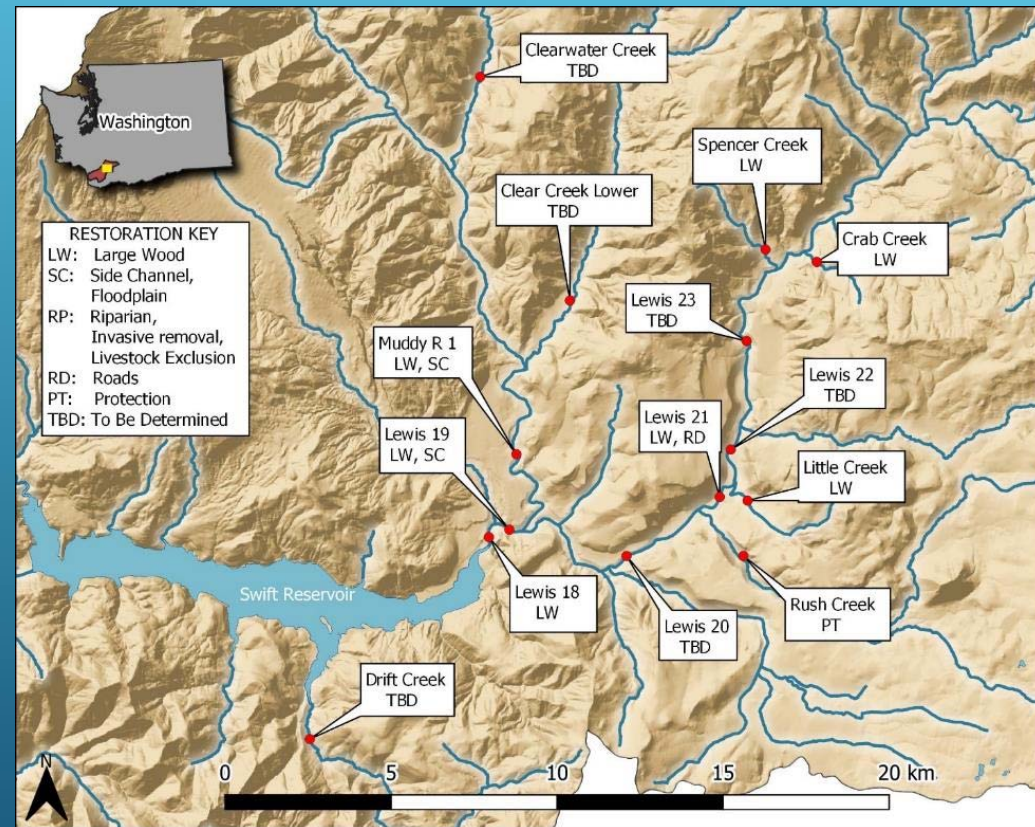 Washington
Clearwater Creek
TBD
Spencer Creek
LW
Clear Creek Lower
TBD
Crab Creek
LW
RESTORATION KEY
LW: Large Wood
SC: Side Channel,
Floodplain
RP: Riparian,
Invasive removal,
Livestock Exclusion
RD: Roads
PT: Protection
TBD: To Be Determined
Lewis 23
TBD
Muddy R 1
LW, SC
Lewis 22
TBD
Lewis 21
LW, RD
Lewis 19
LW, SC
Little Creek
LW
Swift Reservoir
Lewis 18
LW
Rush Creek
PT
Lewis 20
TBD
Drift Creek
TBD
N
0 5 10 15 20 km